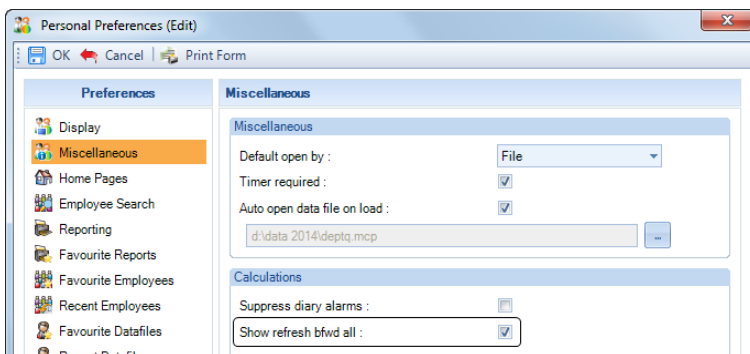 Personal Preferences (Edit)
OK Cancel Print Form
Preferences
Display
Miscellaneous
Home Pages
Employee Search
Reporting
Favourite Reports
Favourite Employees
Recent Employees
Favourite Datafiles
Miscellaneous
Miscellaneous
Default open by : File
Timer required :
Auto open data file on load :
d:\data 2014\deptq.mcp ...
Calculations
Suppress diary alarms :
Show refresh bfwd all :